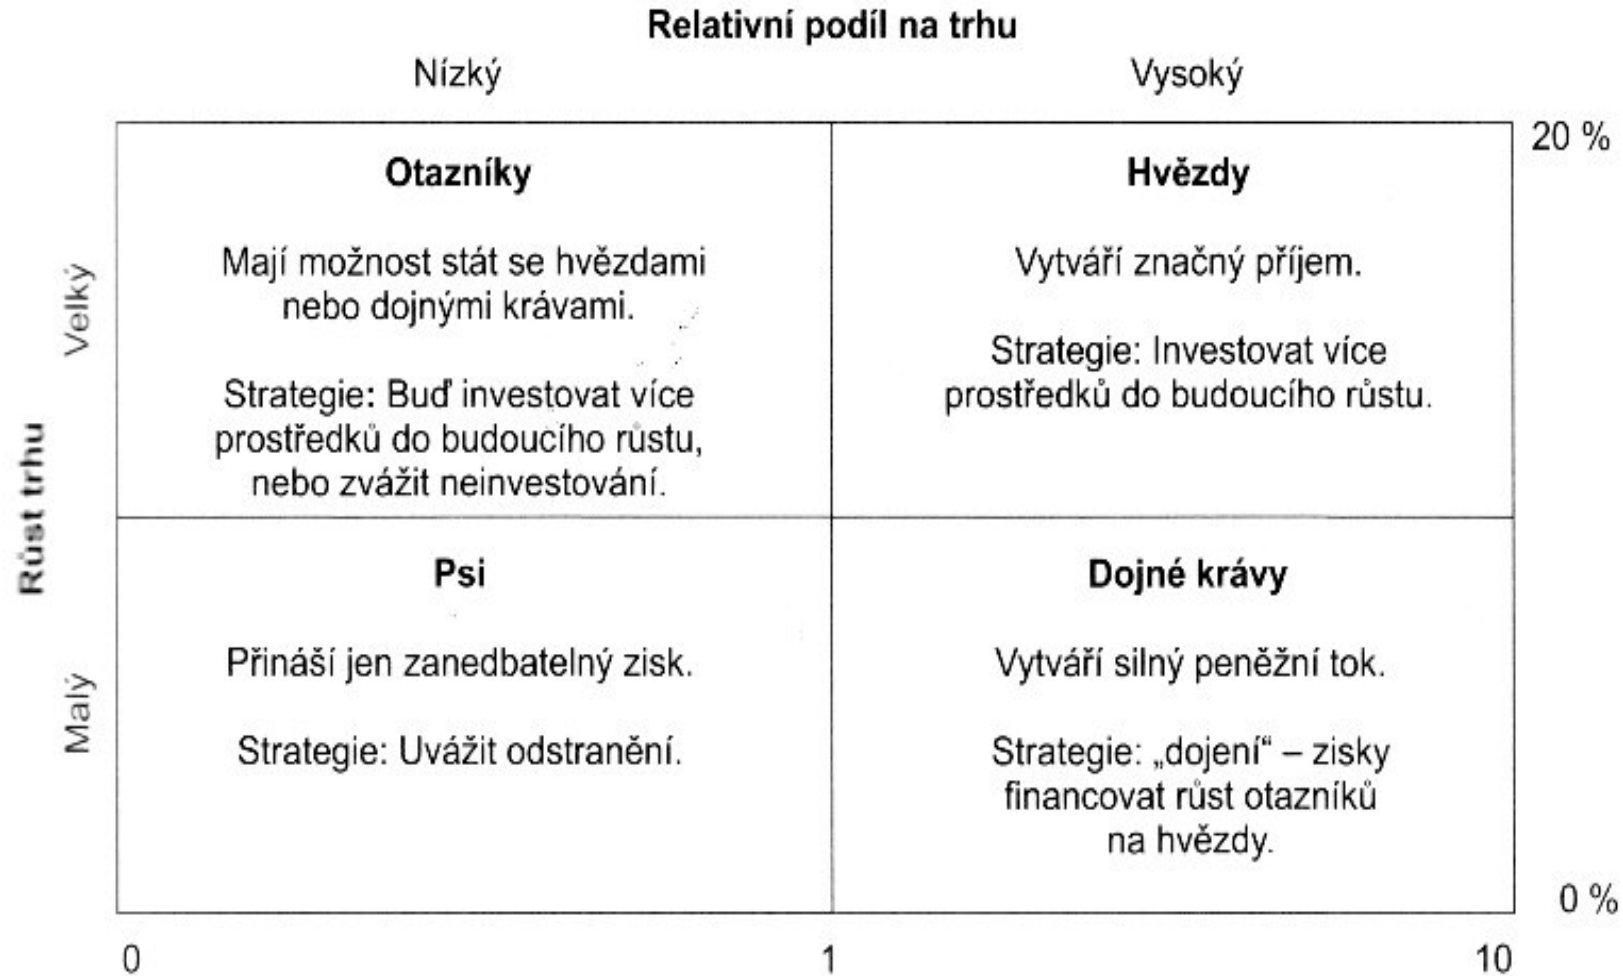 Relativní podíl na trhu
Nízký
Vysoký
20 %
Růst trhu
Velký
Otazníky
Mají možnost stát se hvězdami
nebo dojnými krávami.
Strategie: Buď investovat více
prostředků do budoucího růstu,
nebo zvážit neinvestování.
Hvězdy
Vytváří značný příjem.
Strategie: Investovat více
prostředků do budoucího růstu.
Malý
Psi
Přináší jen zanedbatelný zisk.
Strategie: Uvážit odstranění.
Dojné krávy
Vytváří silný peněžní tok.
Strategie: „dojení“ – zisky
financovat růst otazníků
na hvězdy.
0 %
0
1
10